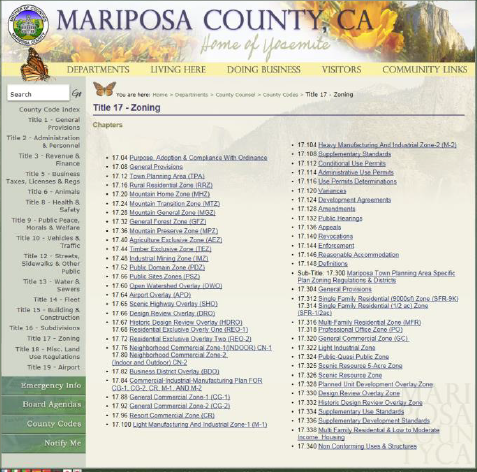 MARIPOSA COUNTY, CA
Home of Yosemite
DEPARTMENTS LIVING HERE DOING BUSINESS VISITORS COMMUNITY LINKS
Search Go
You are here: Home > Departments > County Counsel > County Codes > Title 17 - Zoning
County Code Index
Title 1 - General
Provisions
Title 2 - Administration
& Personnel
Title 3 - Revenue &
Finance
Title 5 - Business
Taxes, Licenses & Regs
Title 6 - Animals
Title 8 - Health &
Safety
Title 9 - Public Peace,
Morals & Welfare
Title 10 - Vehicles &
Traffic
Title 12 - Streets,
Sidewalks & Other
Public
Title 13 - Water &
Sewers
Title 14 - Fleet
Title 15 - Building &
Construction
Title 16 - Subdivisions
Title 17 - Zoning
Title 18 - Misc. Land
Use Regulations
Title 19 - Airport
Emergency Info
Board Agendas
County Codes
Notify Me
Title 17 - Zoning
Chapters
17.04 Purpose, Adoption & Compliance With Ordinance
17.08 General Provisions
17.12 Town Planning Area (TPA)
17.16 Rural Residential Zone (RRZ)
17.20 Mountain Home Zone (MHZ)
17.24 Mountain Transition Zone (MTZ)
17.28 Mountain General Zone (MGZ)
17.32 General Forest Zone (GFZ)
17.36 Mountain Preserve Zone (MPZ)
17.40 Agriculture Exclusive Zone (AEZ)
17.44 Timber Exclusive Zone (TEZ)
17.48 Industrial Mining Zone (IMZ)
17.52 Public Domain Zone (PDZ)
17.56 Public Sites Zones (PSZ)
17.60 Open Watershed Overlay (OWO)
17.64 Airport Overlay (APO)
17.65 Scenic Highway Overlay (SHO)
17.66 Design Review Overlay (DRO)
17.67 Historic Design Review Overlay (HDRO)
17.68 Residential Exclusive Overly One (REO-1)
17.72 Residential Exclusive Overlay Two (REO-2)
17.76 Neighborhood Commercial Zone-1(INDOOR) CN-1
17.80 Neighborhood Commercial Zone-2,
(Indoor and Outdoor) CN-2
17.82 Business District Overlay (BDO)
17.84 Commercial-Industrial-Manufacturing Plan FOR
CG-1, CG-2, CR, M-1, AND M-2
17.88 General Commercial Zone-1 (CG-1)
17.92 General Commercial Zone-2 (CG-2)
17.96 Resort Commercial Zone (CR)
17.100 Light Manufacturing And Industrial Zone-1 (M-1)
17.104 Heavy Manufacturing And Industrial Zone-2 (M-2)
17.108 Supplementary Standards
17.112 Conditional Use Permits
17.114 Administrative Use Permits
17.116 Use Permits Determinations
17.120 Variances
17.124 Development Agreements
17.128 Amendments
17.132 Public Hearings
17.136 Appeals
17.140 Revocations
17.144 Enforcement
17.146 Reasonable Accommodation
17.148 Definitions
Sub-Title: 17.300 Mariposa Town Planning Area Specific
Plan Zoning Regulations & Districts
17.304 General Provisions
17.312 Single Family Residential (9000sf) Zone (SFR-9K)
17.314 Single Family Residential (1/2 ac) Zone
(SFR-1/2ac)
17.316 Multi-Family Residential Zone (MFR)
17.318 Professional Office Zone (PO)
17.320 General Commercial Zone (GC)
17.322 Light Industrial Zone
17.324 Public-Quasi Public Zone
17.325 Scenic Resource 5-Acre Zone
17.326 Scenic Resource Zone
17.328 Planned Unit Development Overlay Zone
17.330 Design Review Overlay Zone
17.332 Historic Design Review Overlay Zone
17.334 Supplementary Use Standards
17.336 Supplementary Development Standards
17.338 Multi Family Residential & Low to Moderate
Income Housing
17.340 Non Conforming Uses & Structures